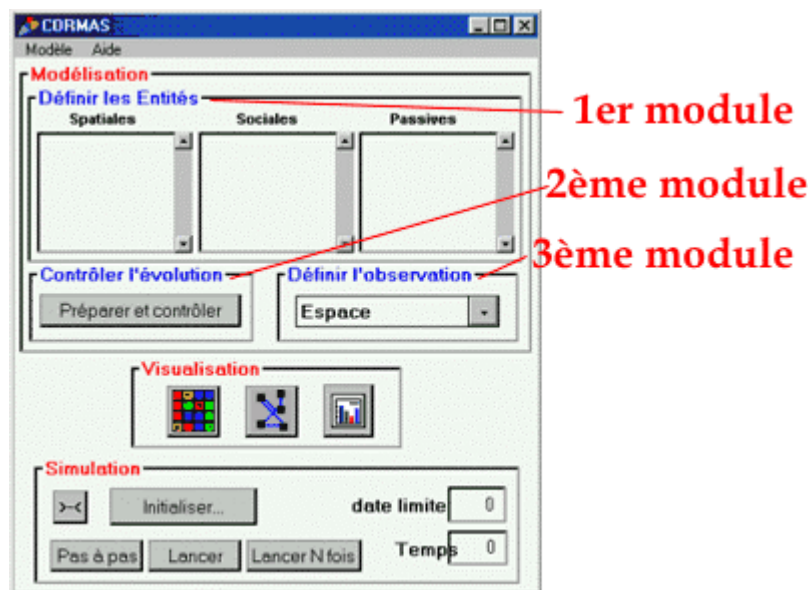 CORMAS
Modèle Aide
Modélisation
Définir les Entités
Spatiales Sociales Passives
1er module
2ème module
3ème module
Contrôler l'évolution Définir l'observation
Préparer et contrôler Espace
Visualisation
Simulation
>-< Initialiser... date limite 0
Pas à pas Lancer Lancer N fois Temps 0